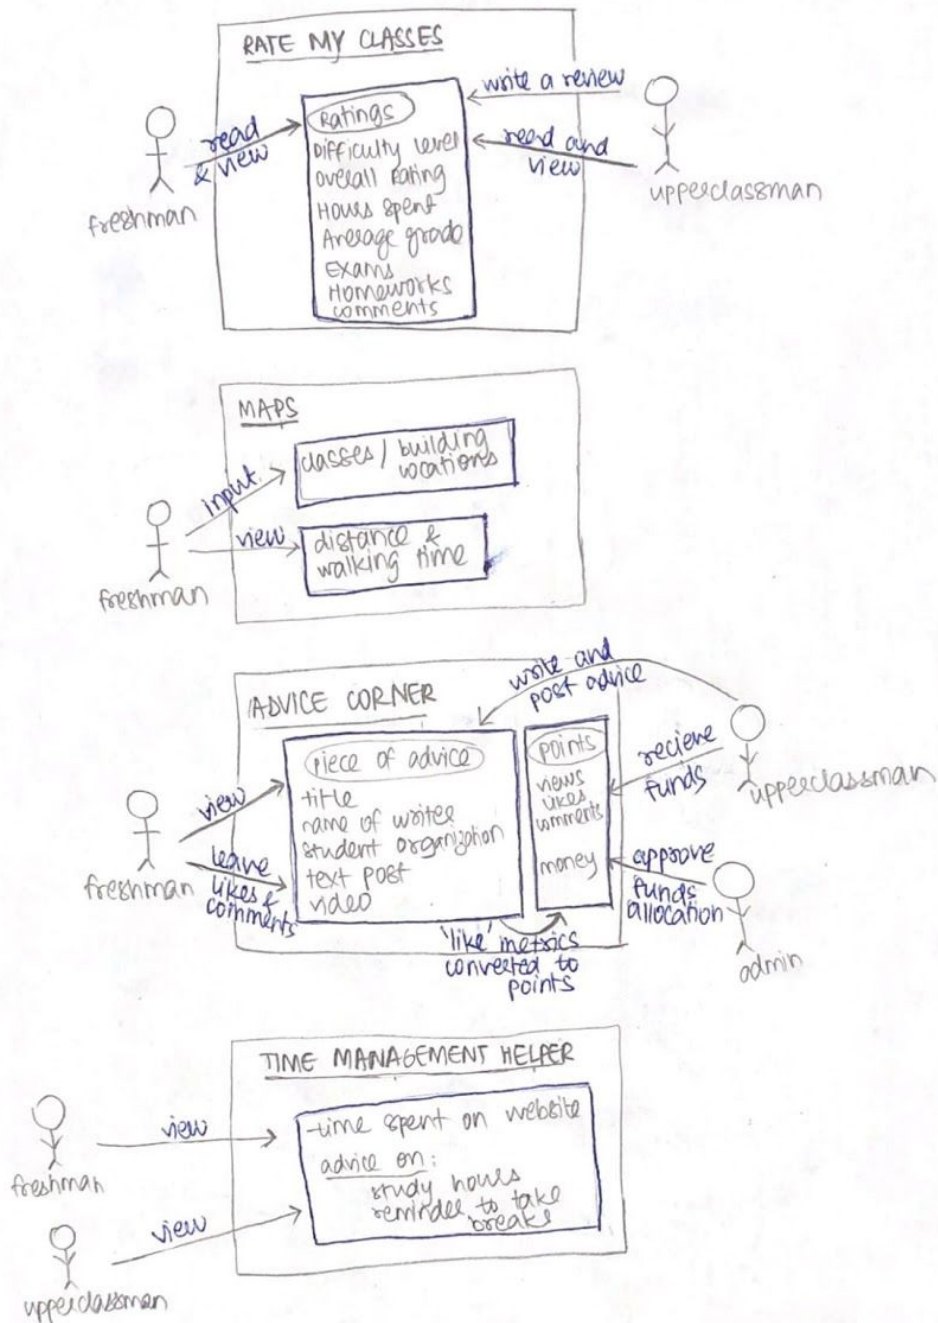 RATE MY CLASSES
Ratings
Difficulty level
Overall Rating
Hours spent
Average grade
Exams
Homeworks
comments
read
& view
freshman
write a review
read and
view
upperclassman
MAPS
classes / building
locations
input
view
distance &
walking time
freshman
ADVICE CORNER
write and
post advice
piece of advice
title
name of writer
student organization
text post
video
points
views
likes
comments
money
view
leave
likes &
comments
freshman
recieve
funds
upperclassman
approve
funds
allocation
admin
'like' metrics
converted to
points
TIME MANAGEMENT HELPER
time spent on website
advice on:
study hours
reminder to take
breaks
view
freshman
view
upperclassman